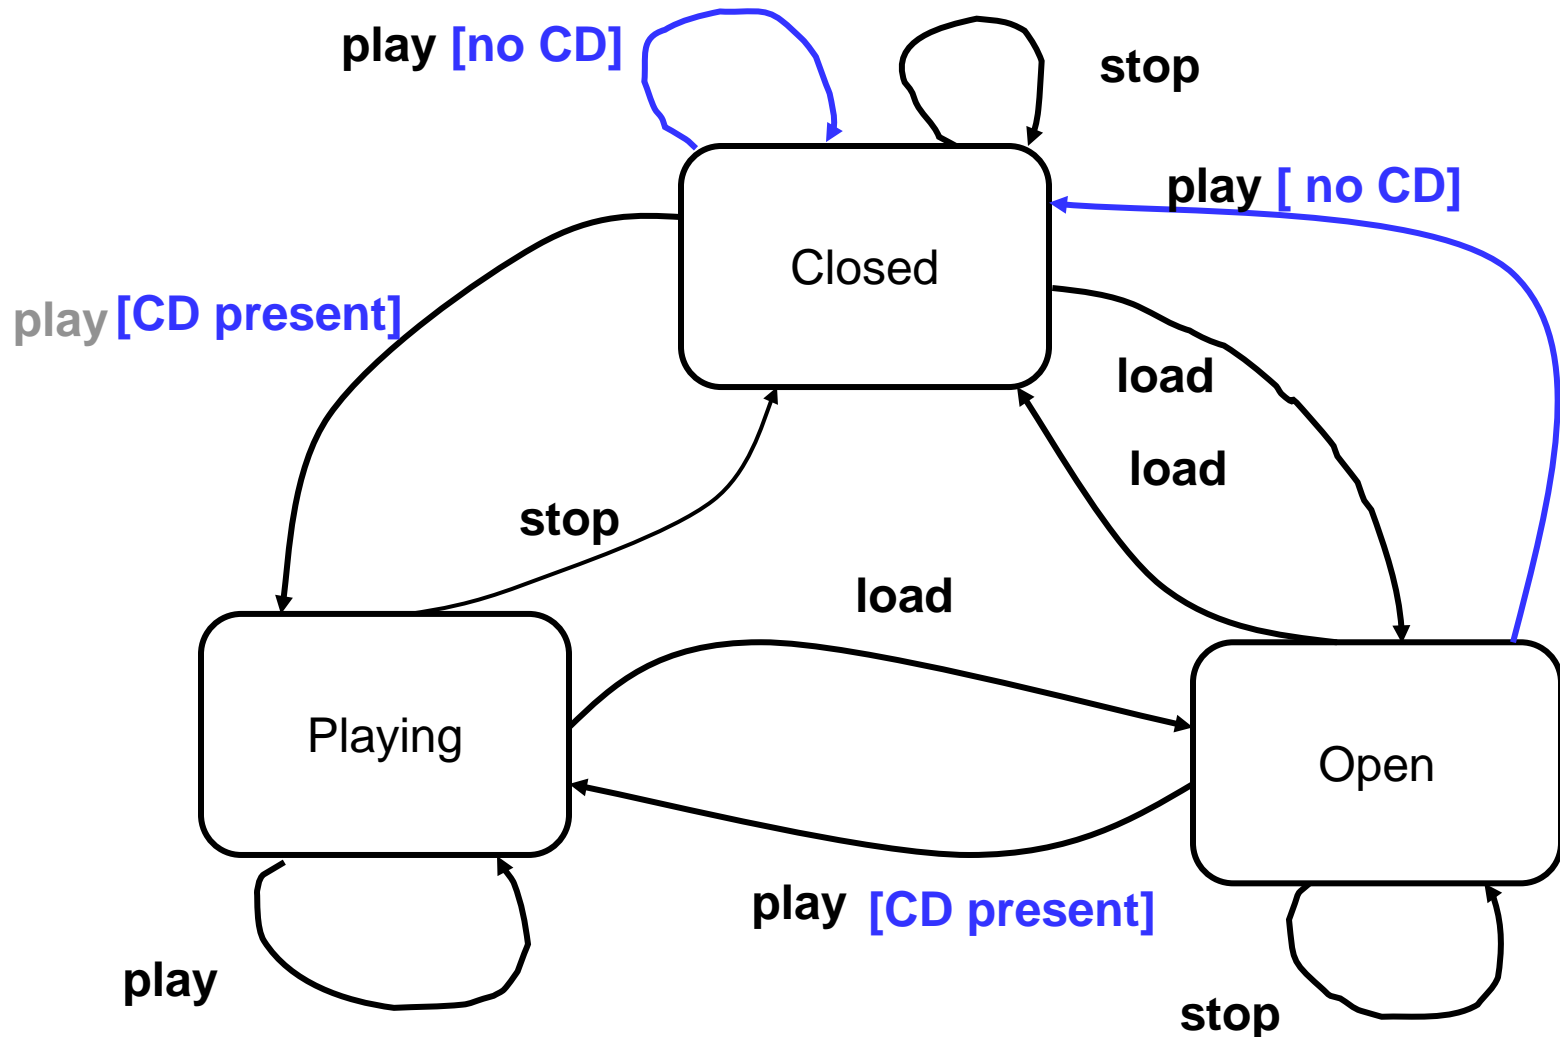 play [no CD]
stop
play [ no CD]
Closed
play [CD present]
load
load
stop
load
Playing
Open
play [CD present]
play
stop